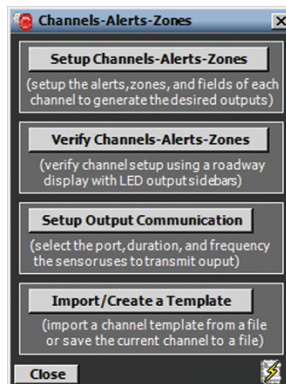 Channels-Alerts-Zones
Setup Channels-Alerts-Zones
(setup the alerts,zones, and fields of each
channel to generate the desired outputs)
Verify Channels-Alerts-Zones
(verify channel setup using a roadway
display with LED output sidebars)
Setup Output Communication
(select the port, duration, and frequency
the sensor uses to transmit ouput)
Import/Create a Template
(import a channel template from a file
or save the current channel to a file)
Close